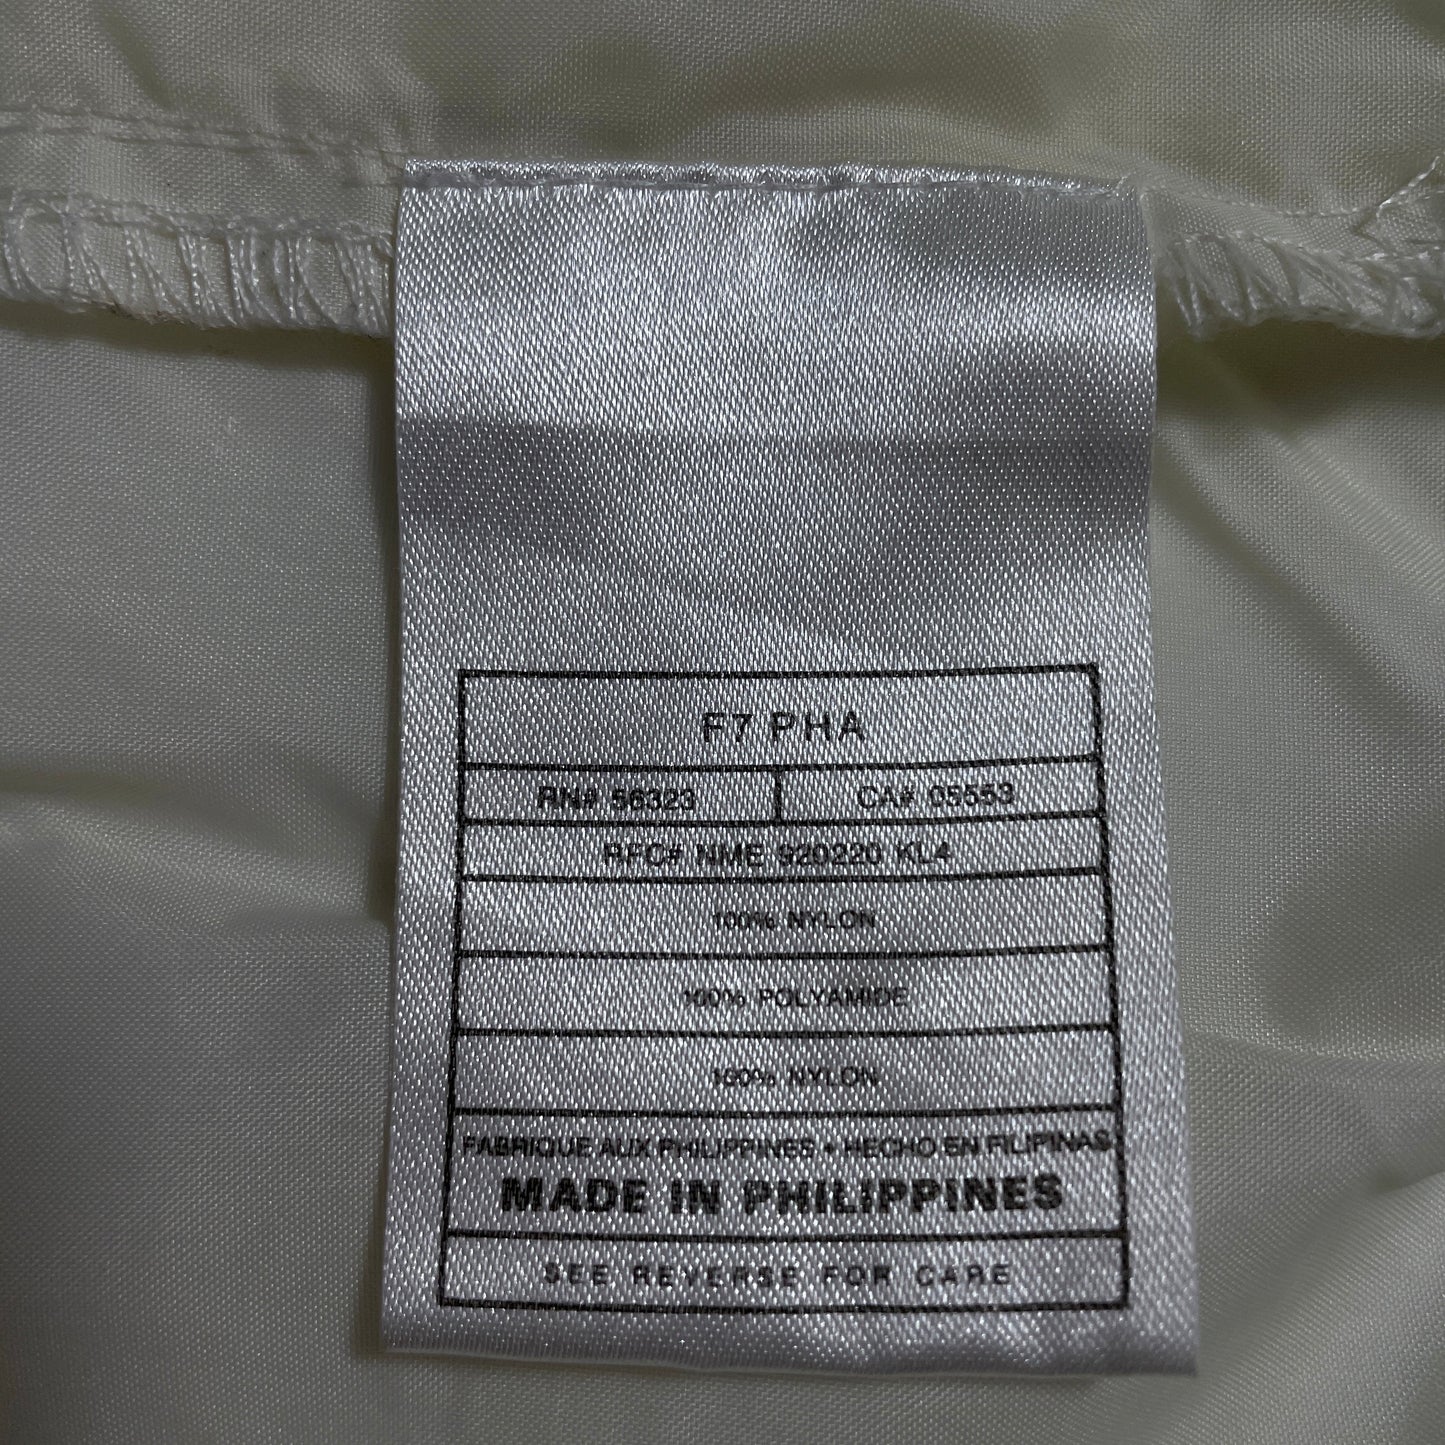 F7 PHA
RN# 56323 CA# 05553
RFC# NME 920220 KL4
100% NYLON
100% POLYAMIDE
100% NYLON
FABRIQUE AUX PHILIPPINES • HECHO EN FILIPINAS
MADE IN PHILIPPINES
SEE REVERSE FOR CARE